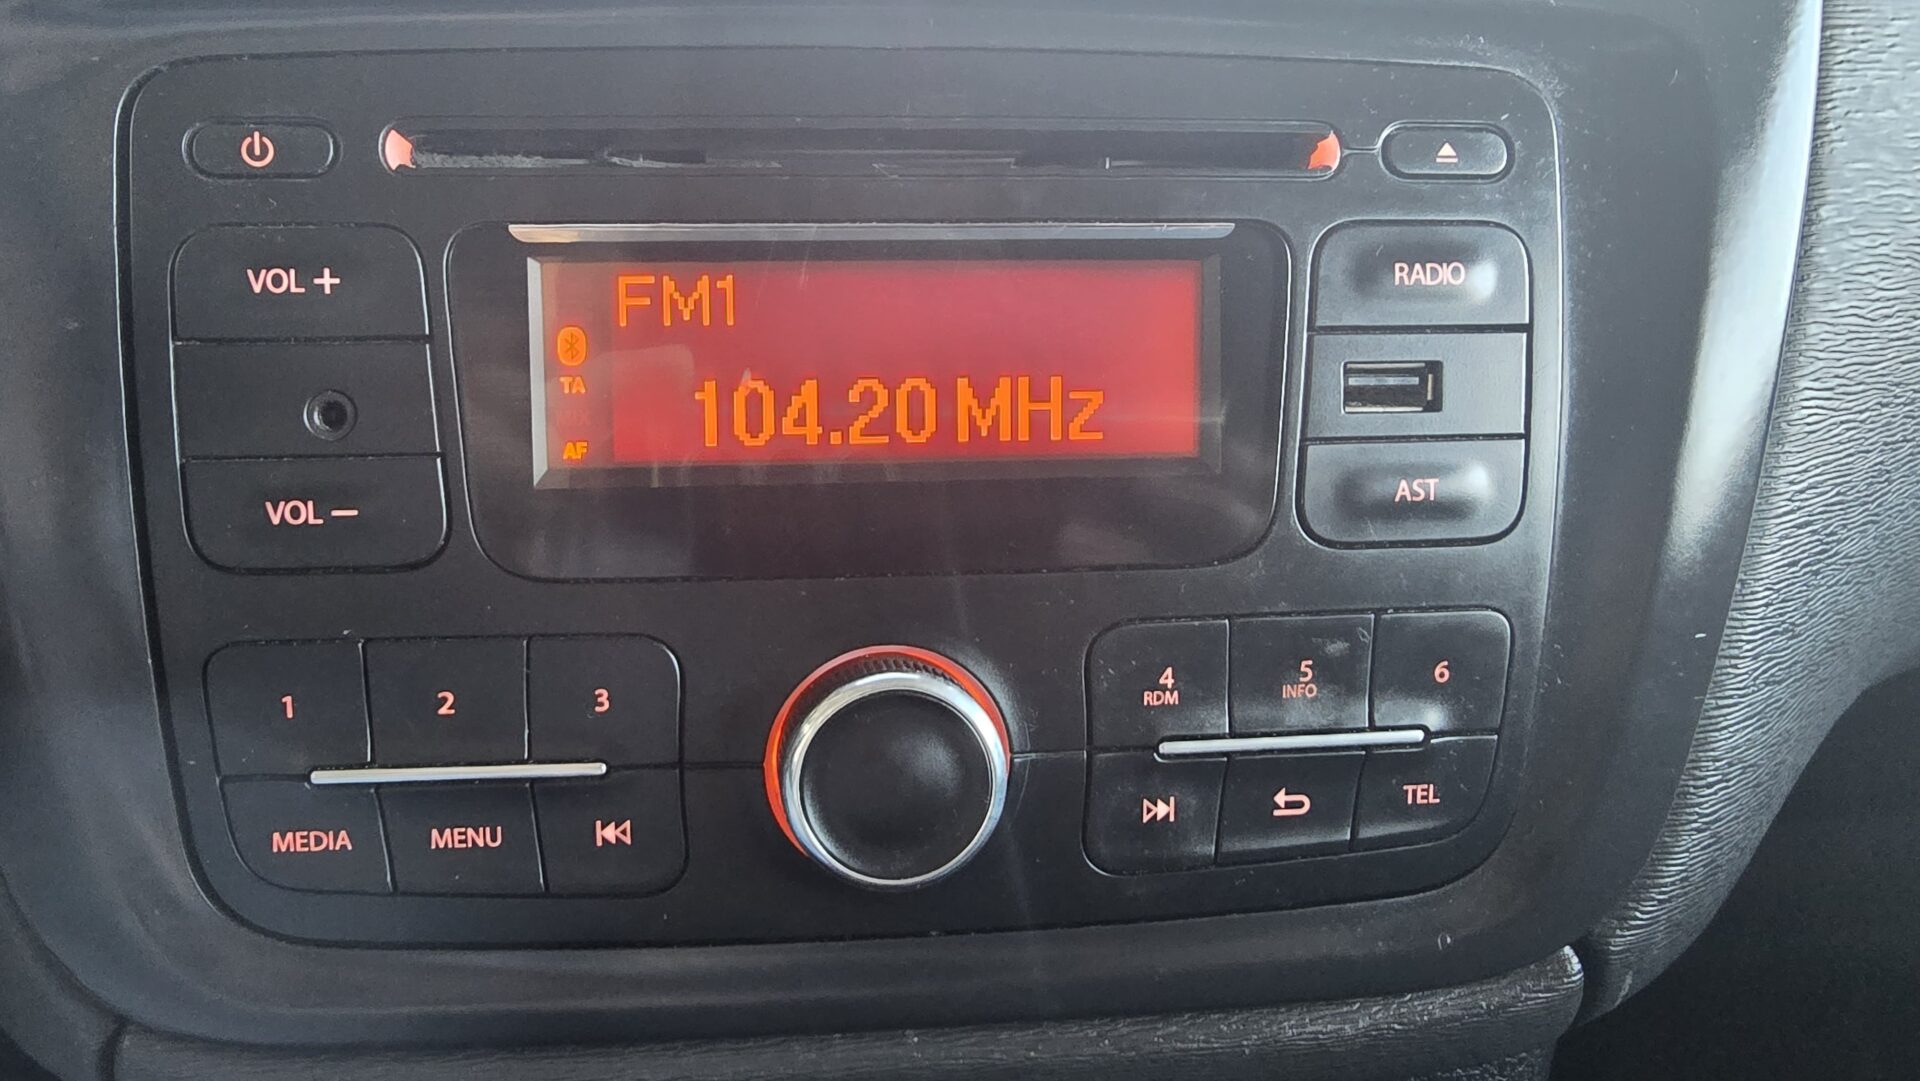 VOL +
FM1
RADIO
TA
104.20 MHz
AF
VOL −
AST
1
2
3
4
RDM
5
INFO
6
MEDIA
MENU
TEL